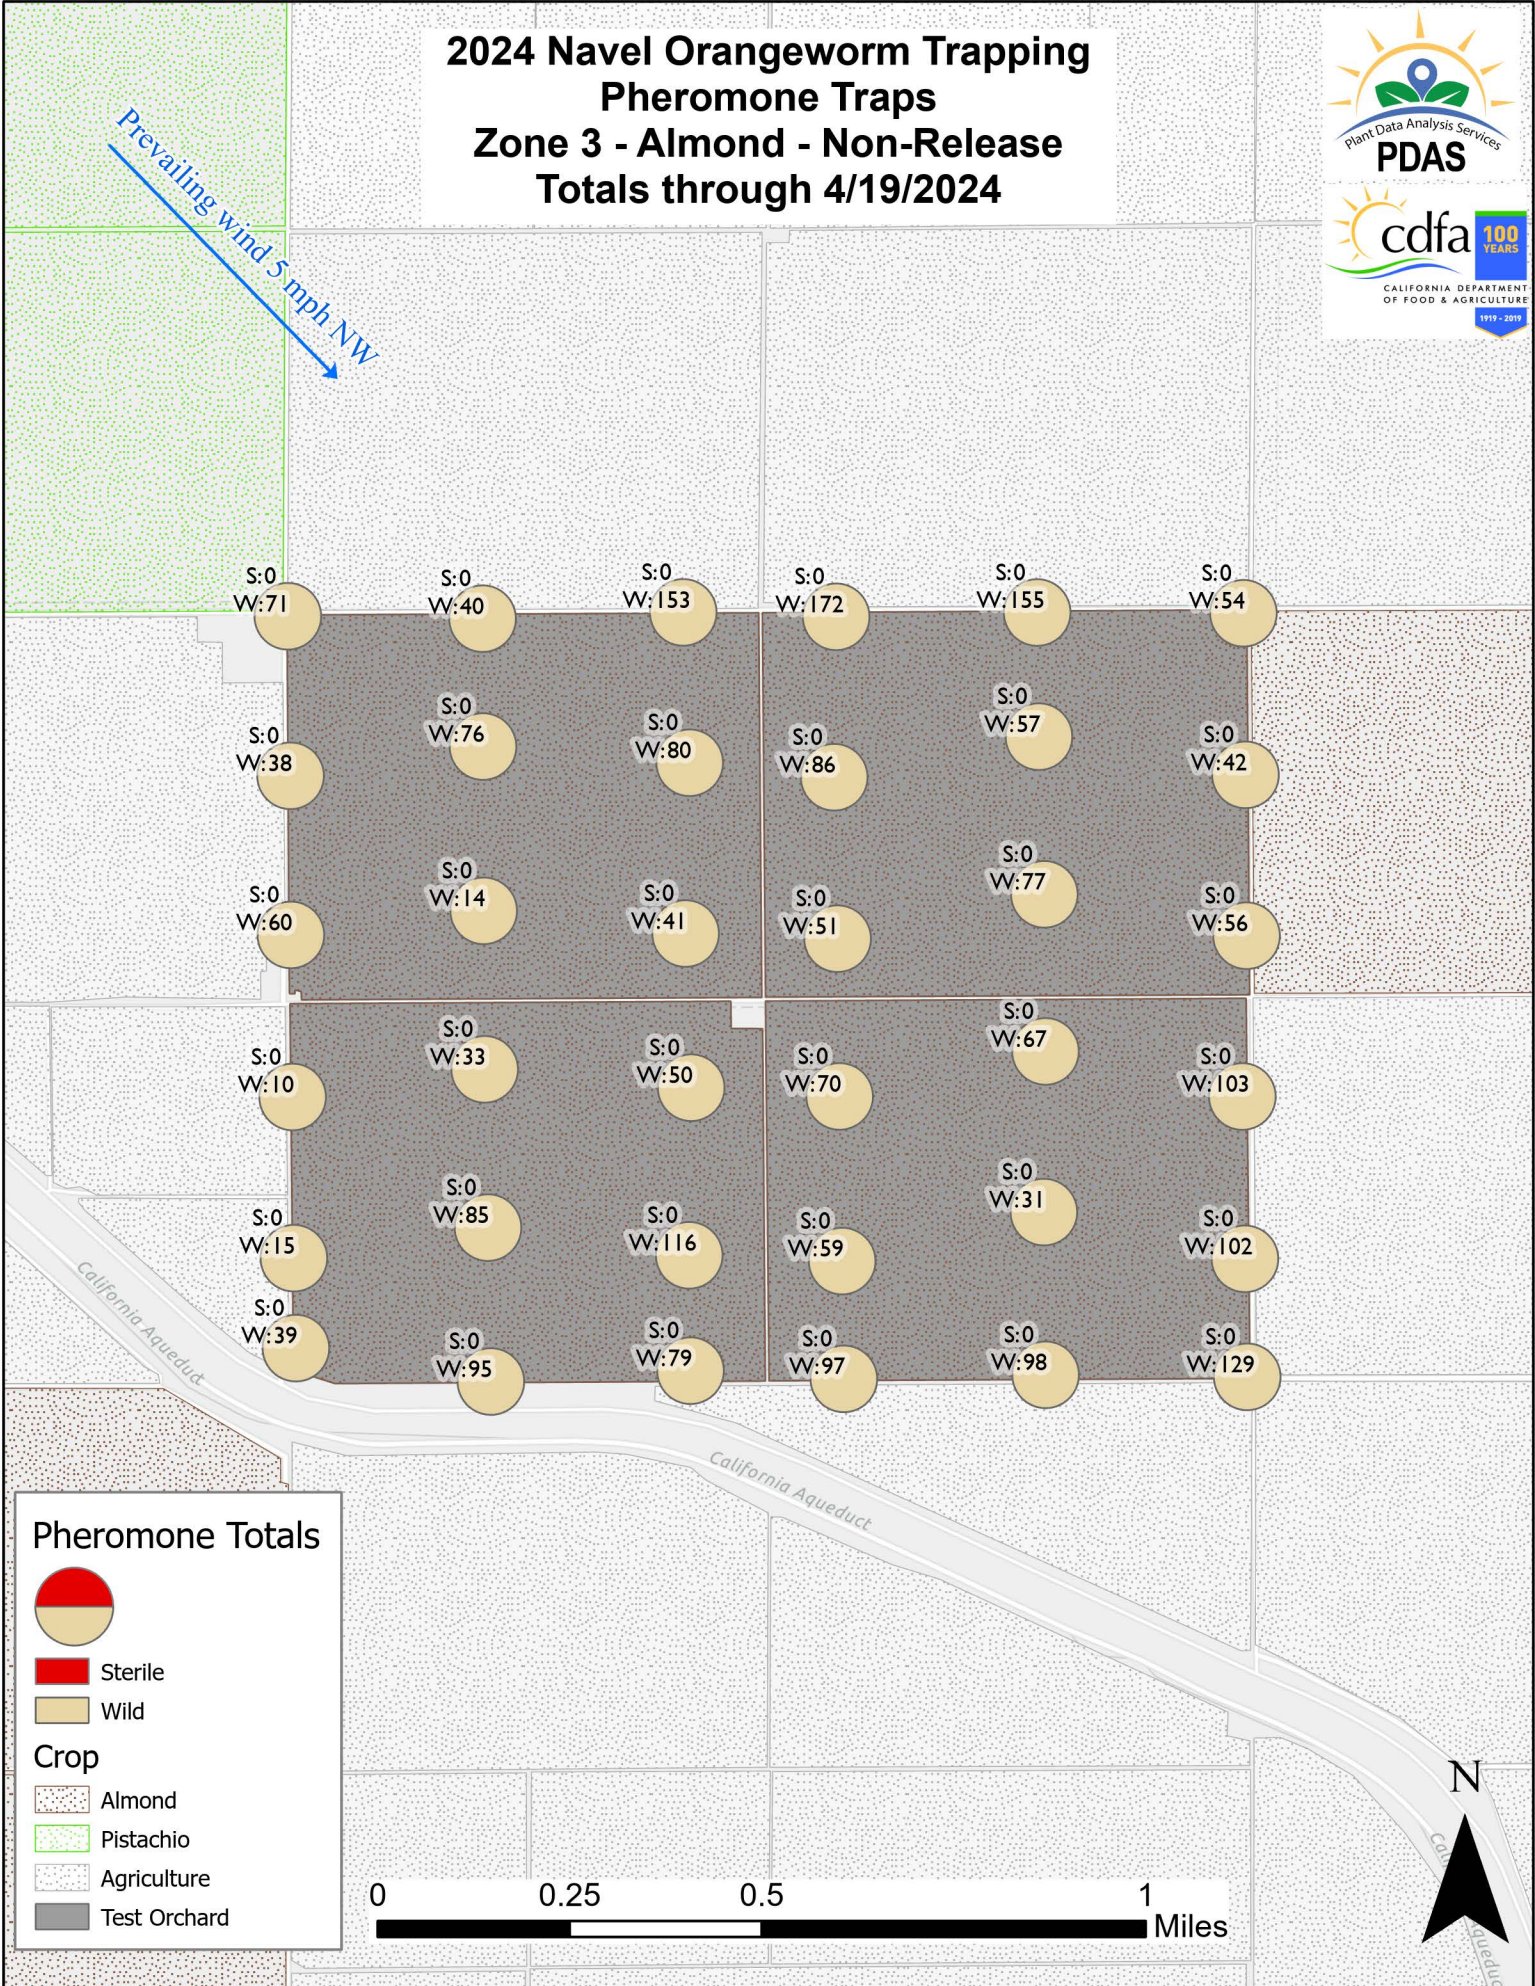 2024 Navel Orangeworm Trapping
Pheromone Traps
Zone 3 - Almond - Non-Release
Totals through 4/19/2024
Plant Data Analysis Services
PDAS
cdfa
100
YEARS
CALIFORNIA DEPARTMENT
OF FOOD & AGRICULTURE
1919 - 2019
Prevailing wind 5 mph NW
S:0
W:71
S:0
W:40
S:0
W:153
S:0
W:172
S:0
W:155
S:0
W:54
S:0
W:38
S:0
W:76
S:0
W:80
S:0
W:86
S:0
W:57
S:0
W:42
S:0
W:60
S:0
W:14
S:0
W:41
S:0
W:51
S:0
W:77
S:0
W:56
S:0
W:10
S:0
W:33
S:0
W:50
S:0
W:70
S:0
W:67
S:0
W:103
S:0
W:15
S:0
W:85
S:0
W:116
S:0
W:59
S:0
W:31
S:0
W:102
S:0
W:39
S:0
W:95
S:0
W:79
S:0
W:97
S:0
W:98
S:0
W:129
California Aqueduct
California Aqueduct
Pheromone Totals
Sterile
Wild
Crop
Almond
Pistachio
Agriculture
Test Orchard
0 0.25 0.5 1
Miles
N